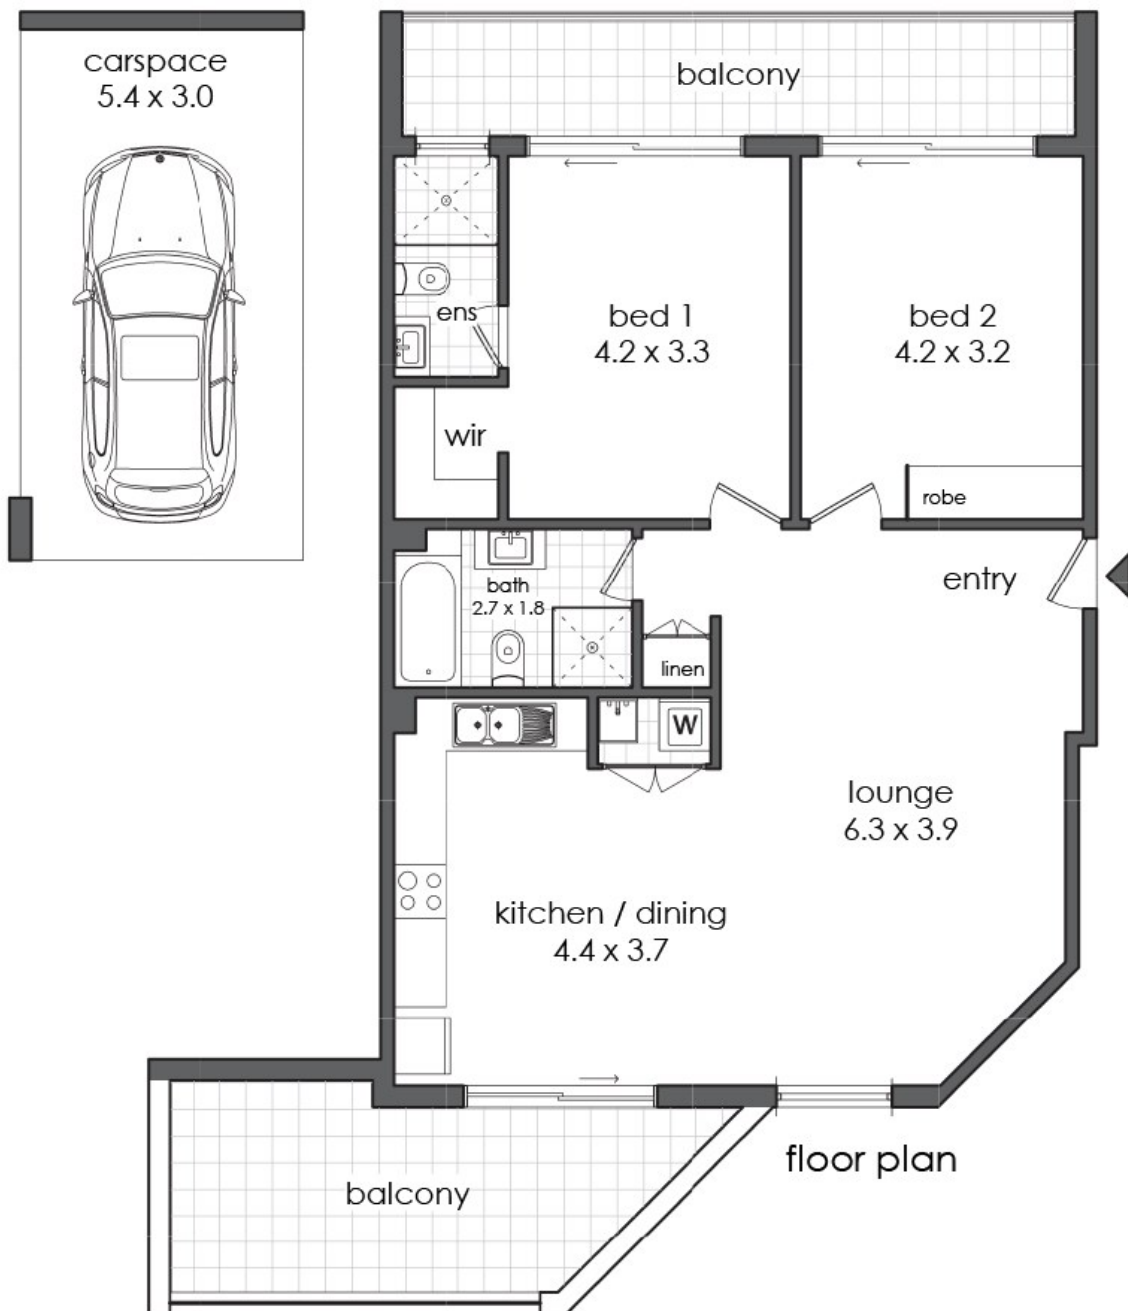 carspace
5.4 x 3.0
balcony
ens
bed 1
4.2 x 3.3
bed 2
4.2 x 3.2
wir
robe
bath
2.7 x 1.8
entry
linen
W
lounge
6.3 x 3.9
kitchen / dining
4.4 x 3.7
floor plan
balcony